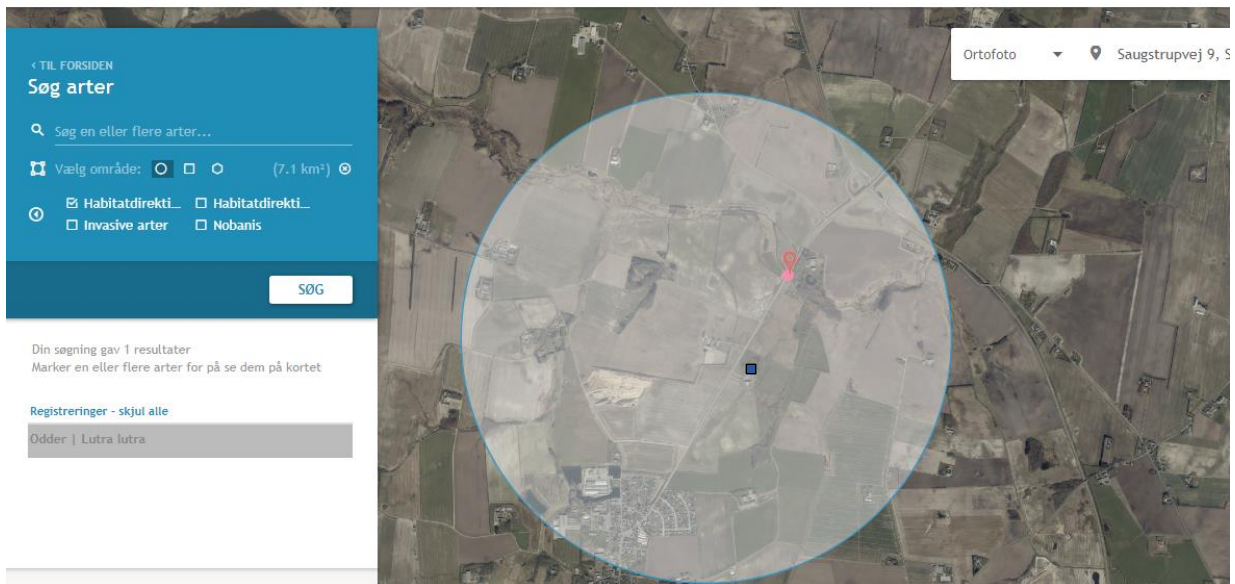 ‹ TIL FORSIDEN
Søg arter
Søg en eller flere arter...
Vælg område: (7.1 km²)
Habitatdirekti... Habitatdirekti...
Invasive arter Nobanis
SØG
Din søgning gav 1 resultater
Marker en eller flere arter for på se dem på kortet
Registreringer - skjul alle
Odder | Lutra lutra
Ortofoto Saugstrupvej 9, S